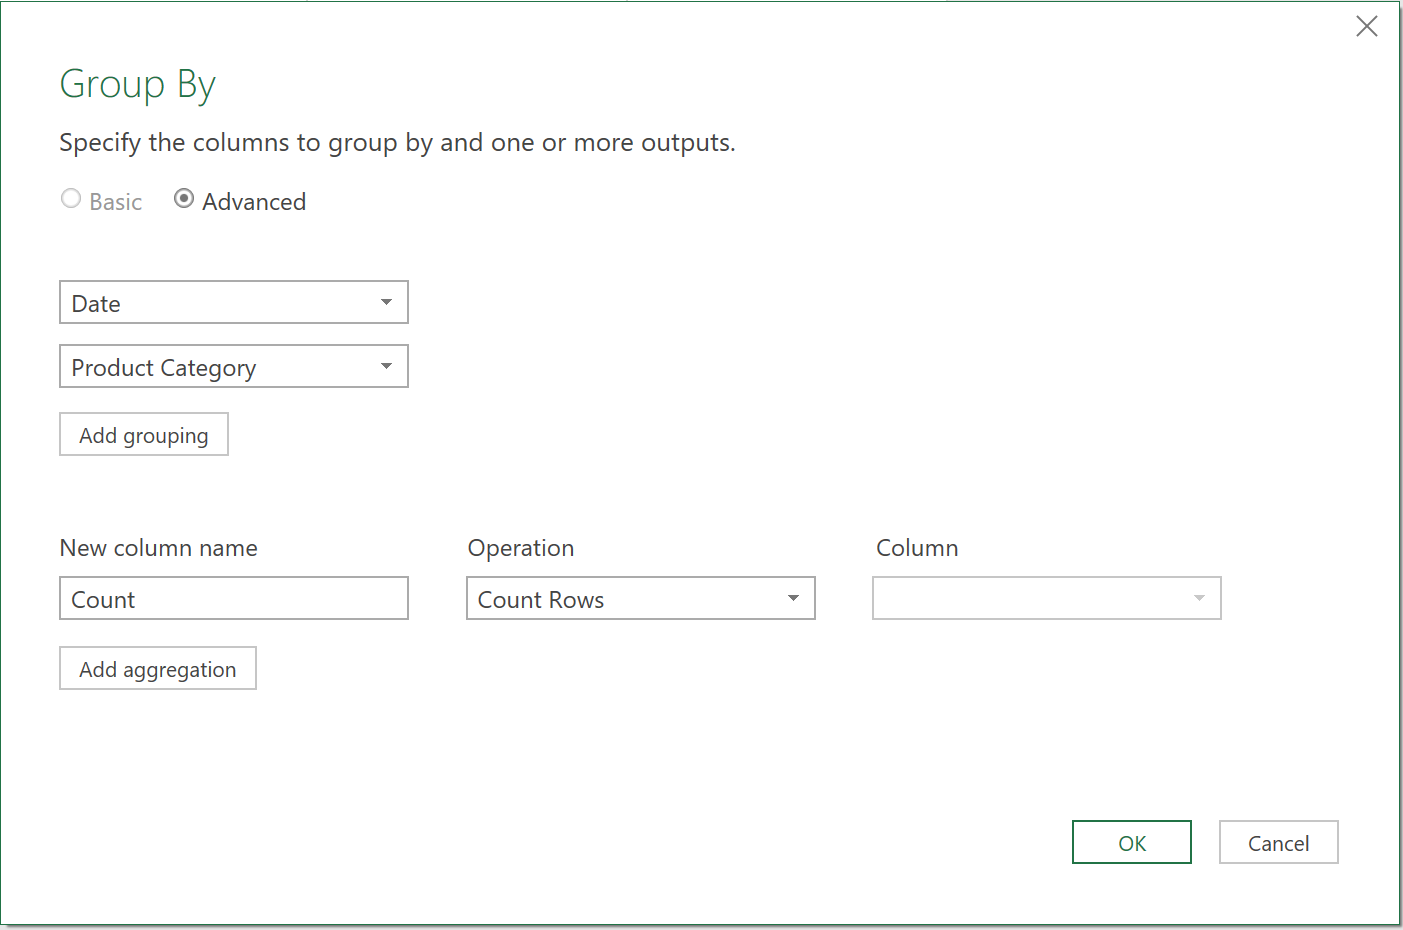 Group By
Specify the columns to group by and one or more outputs.
Basic Advanced
Date
Product Category
Add grouping
New column name Operation Column
Count Count Rows
Add aggregation
OK Cancel